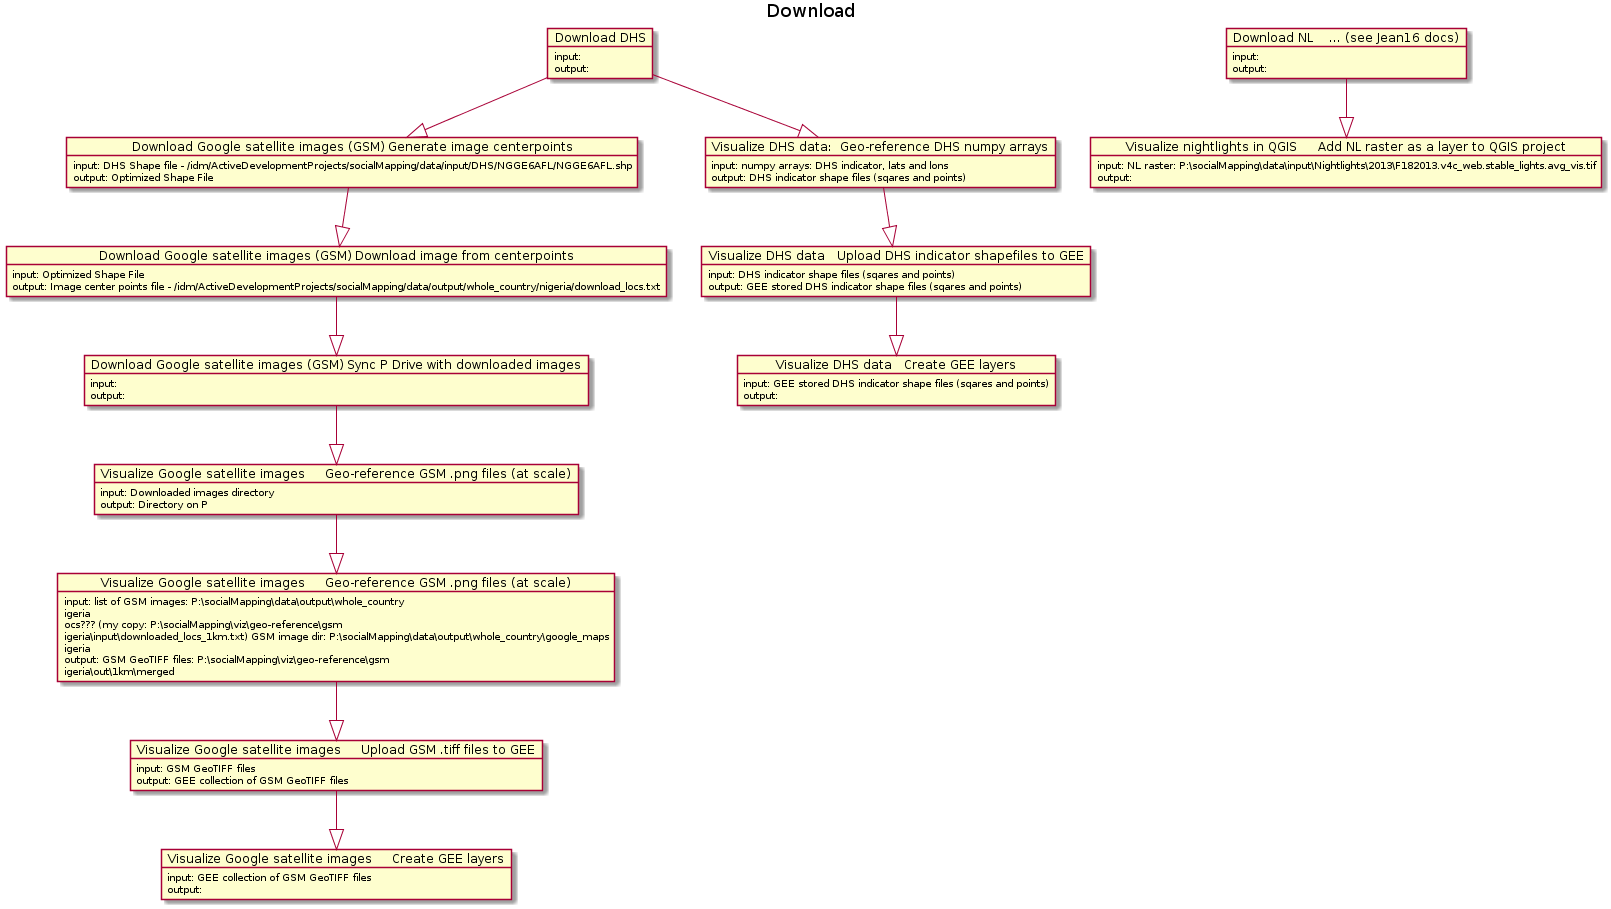 Download
Download DHS
input:
output:
Download NL ... (see Jean16 docs)
input:
output:
Download Google satellite images (GSM) Generate image centerpoints
input: DHS Shape file - /idm/ActiveDevelopmentProjects/socialMapping/data/input/DHS/NGGE6AFL/NGGE6AFL.shp
output: Optimized Shape File
Visualize DHS data: Geo-reference DHS numpy arrays
input: numpy arrays: DHS indicator, lats and lons
output: DHS indicator shape files (sqares and points)
Visualize nightlights in QGIS Add NL raster as a layer to QGIS project
input: NL raster: P:\socialMapping\data\input\Nightlights\2013\F182013.v4c_web.stable_lights.avg_vis.tif
output:
Download Google satellite images (GSM) Download image from centerpoints
input: Optimized Shape File
output: Image center points file - /idm/ActiveDevelopmentProjects/socialMapping/data/output/whole_country/nigeria/download_locs.txt
Visualize DHS data Upload DHS indicator shapefiles to GEE
input: DHS indicator shape files (sqares and points)
output: GEE stored DHS indicator shape files (sqares and points)
Download Google satellite images (GSM) Sync P Drive with downloaded images
input:
output:
Visualize DHS data Create GEE layers
input: GEE stored DHS indicator shape files (sqares and points)
output:
Visualize Google satellite images Geo-reference GSM .png files (at scale)
input: Downloaded images directory
output: Directory on P
Visualize Google satellite images Geo-reference GSM .png files (at scale)
input: list of GSM images: P:\socialMapping\data\output\whole_country
igeria
ocs??? (my copy: P:\socialMapping\viz\geo-reference\gsm
igeria\input\downloaded_locs_1km.txt) GSM image dir: P:\socialMapping\data\output\whole_country\google_maps
igeria
output: GSM GeoTIFF files: P:\socialMapping\viz\geo-reference\gsm
igeria\out\1km\merged
Visualize Google satellite images Upload GSM .tiff files to GEE
input: GSM GeoTIFF files
output: GEE collection of GSM GeoTIFF files
Visualize Google satellite images Create GEE layers
input: GEE collection of GSM GeoTIFF files
output: